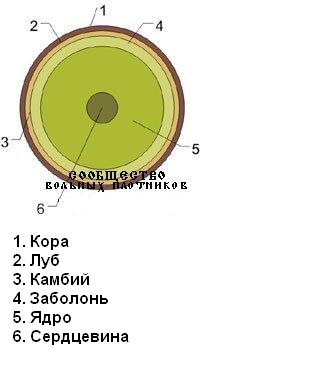 1
2
4
3
5
СООБЩЕСТВО
ВОЛЬНЫХ ПЛОТНИКОВ
6
1. Кора
2. Луб
3. Камбий
4. Заболонь
5. Ядро
6. Сердцевина